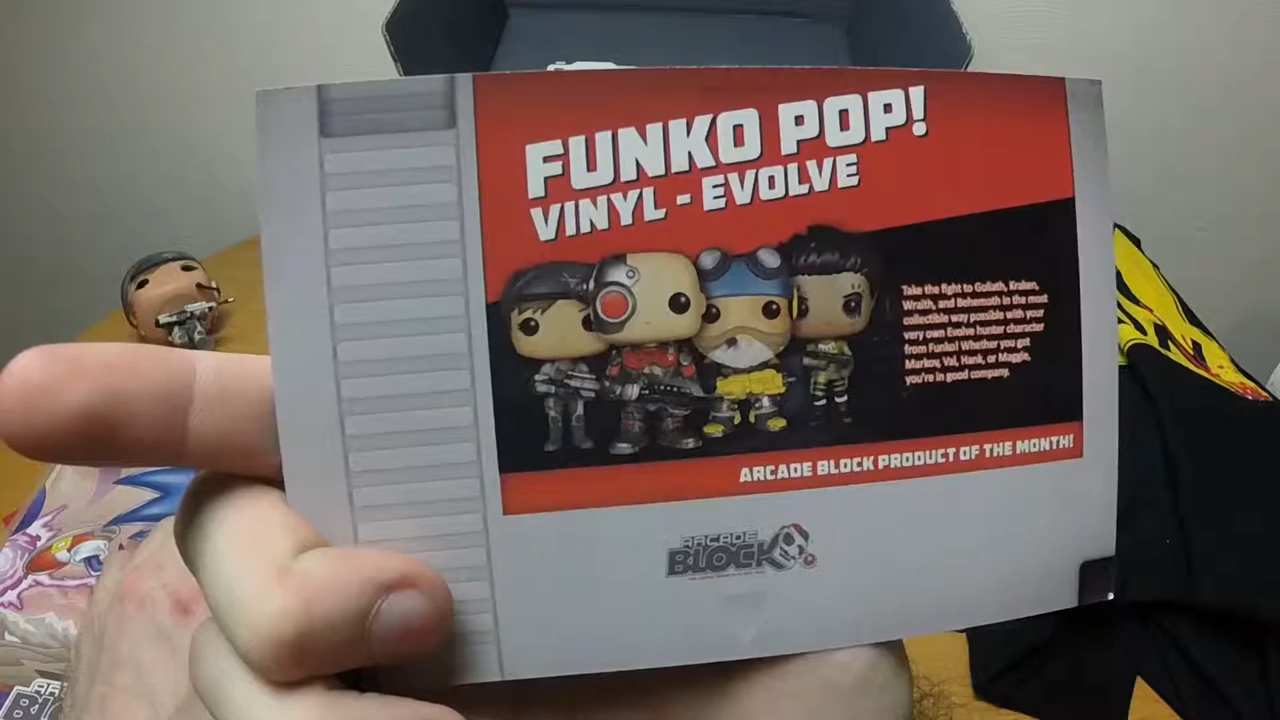 FUNKO POP!
VINYL - EVOLVE
Take the fight to Goliath, Kraken,
Wraith, and Behemoth in the most
collectible way possible with your
very own Evolve hunter character
from Funko! Whether you get
Markov, Val, Hank, or Maggie,
you're in good company.
ARCADE BLOCK PRODUCT OF THE MONTH!
ARCADE
BLOCK